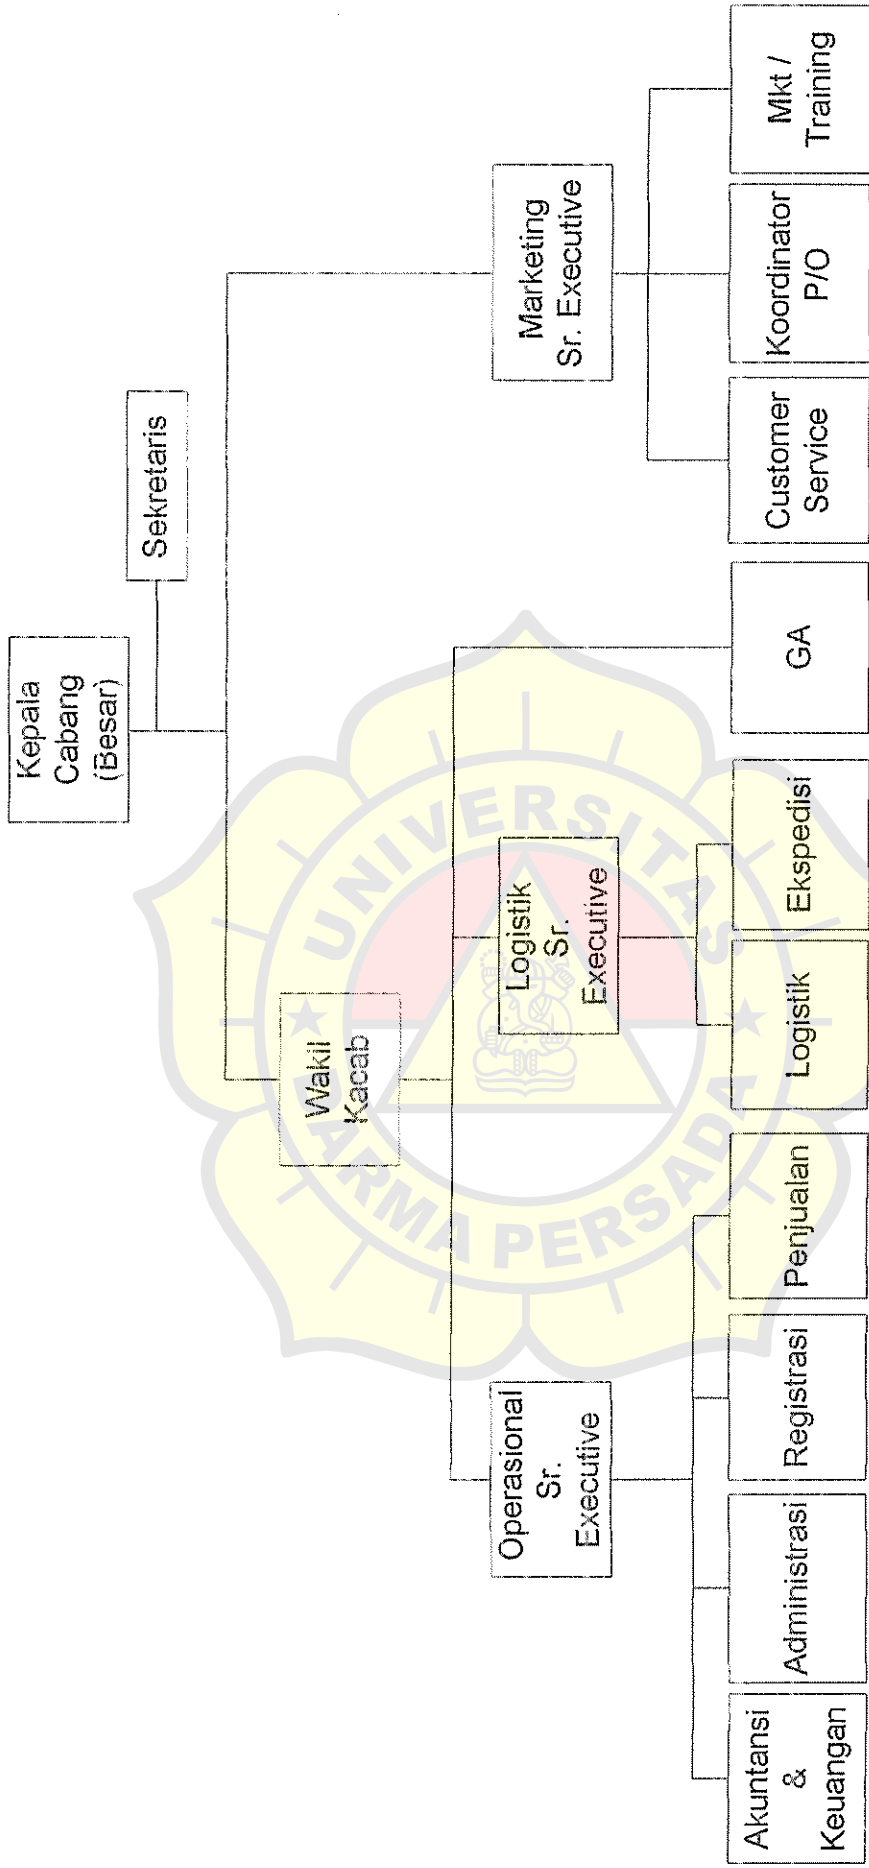 Kepala
Cabang
(Besar)
Sekretaris
Wakil
Kacab
Operasional
Sr.
Executive
Logistik
Sr.
Executive
Marketing
Sr. Executive
Akuntansi
&
Keuangan
Administrasi
Registrasi
Penjualan
Logistik
Ekspedisi
GA
Customer
Service
Koordinator
P/O
Mkt /
Training
UNIVERSITAS
DARMA PERSADA